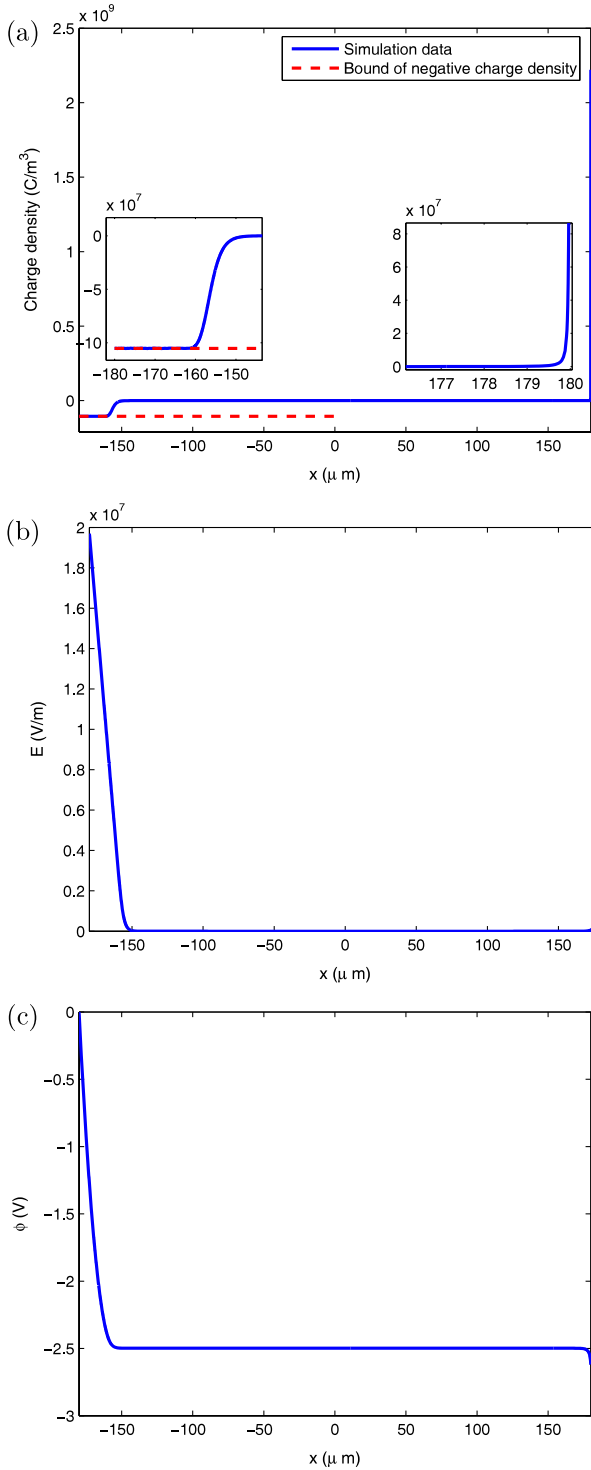 (a)
x 10^9
2.5
2
1.5
1
0.5
0
Charge density (C/m^3)
Simulation data
Bound of negative charge density
x 10^7
0
−5
−10
−180 −170 −160 −150
x 10^7
8
6
4
2
0
177 178 179 180
−150 −100 −50 0 50 100 150
x (μ m)
(b)
x 10^7
2
1.8
1.6
1.4
1.2
1
0.8
0.6
0.4
0.2
0
E (V/m)
−150 −100 −50 0 50 100 150
x (μ m)
(c)
0
−0.5
−1
−1.5
−2
−2.5
−3
ϕ (V)
−150 −100 −50 0 50 100 150
x (μ m)